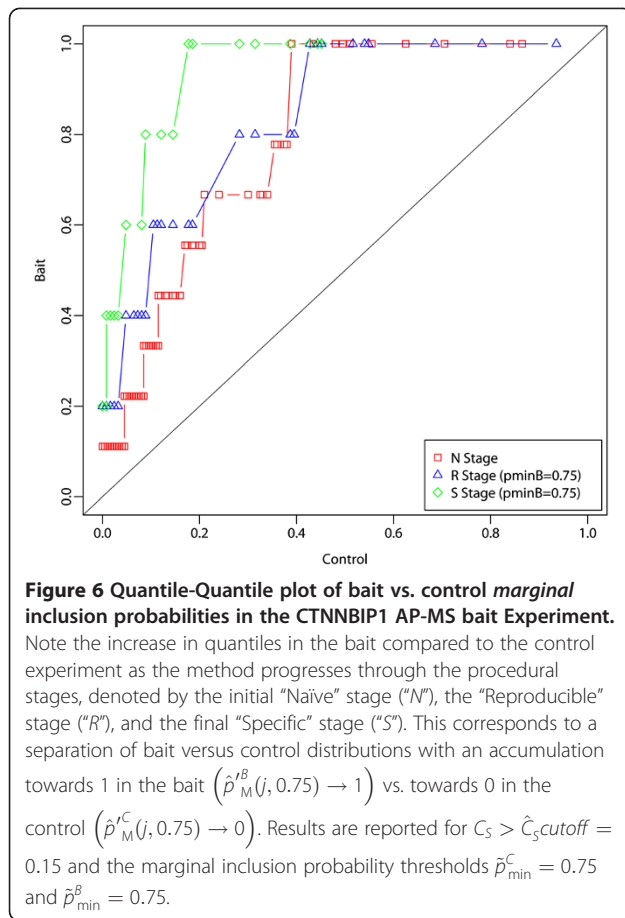 1.0
0.8
0.6
0.4
0.2
0.0
Bait
0.0 0.2 0.4 0.6 0.8 1.0
Control
N Stage
R Stage (pminB=0.75)
S Stage (pminB=0.75)
Figure 6 Quantile-Quantile plot of bait vs. control marginal
inclusion probabilities in the CTNNBIP1 AP-MS bait Experiment.
Note the increase in quantiles in the bait compared to the control
experiment as the method progresses through the procedural
stages, denoted by the initial “Naïve” stage (“N”), the “Reproducible”
stage (“R”), and the final “Specific” stage (“S”). This corresponds to a
separation of bait versus control distributions with an accumulation
towards 1 in the bait (p̂′ᴮ_M(j, 0.75) → 1) vs. towards 0 in the
control (p̂′ᶜ_M(j, 0.75) → 0). Results are reported for C_S > Ĉ_Scutoff =
0.15 and the marginal inclusion probability thresholds p̃ᶜ_min = 0.75
and p̃ᴮ_min = 0.75.